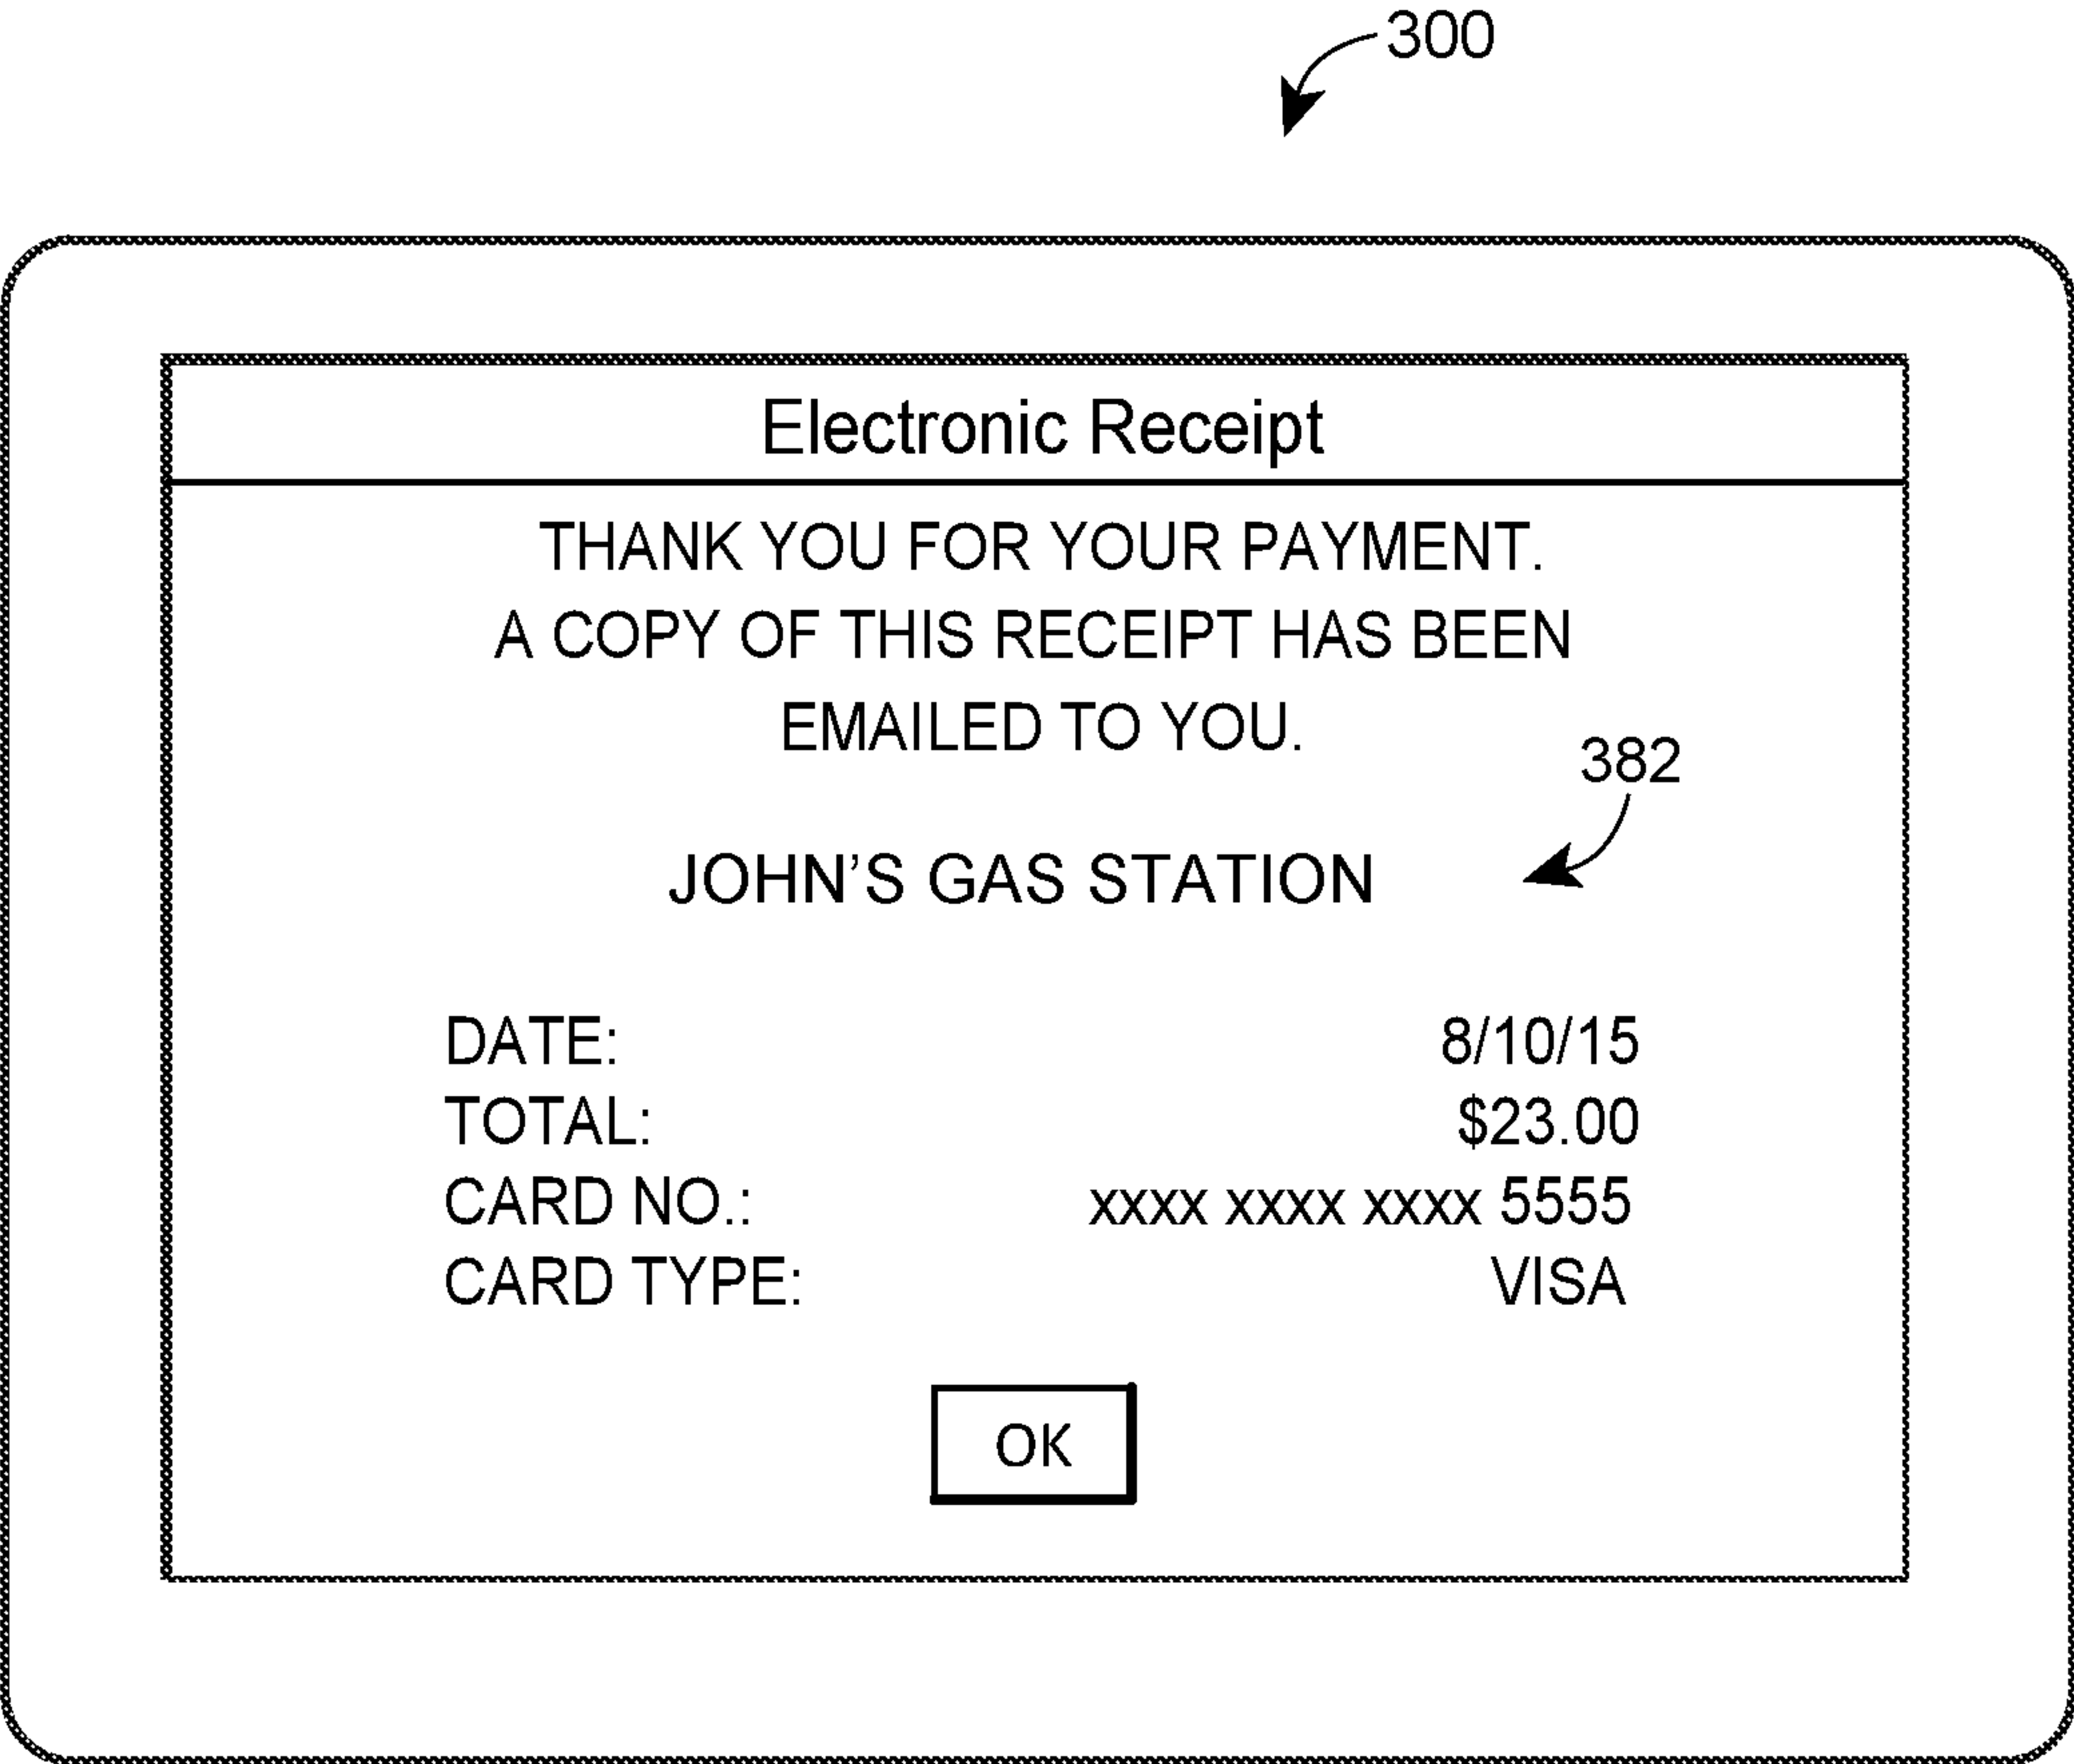 300
Electronic Receipt
THANK YOU FOR YOUR PAYMENT.
A COPY OF THIS RECEIPT HAS BEEN
EMAILED TO YOU.
382
JOHN'S GAS STATION
DATE: 8/10/15
TOTAL: $23.00
CARD NO.: xxxx xxxx xxxx 5555
CARD TYPE: VISA
OK